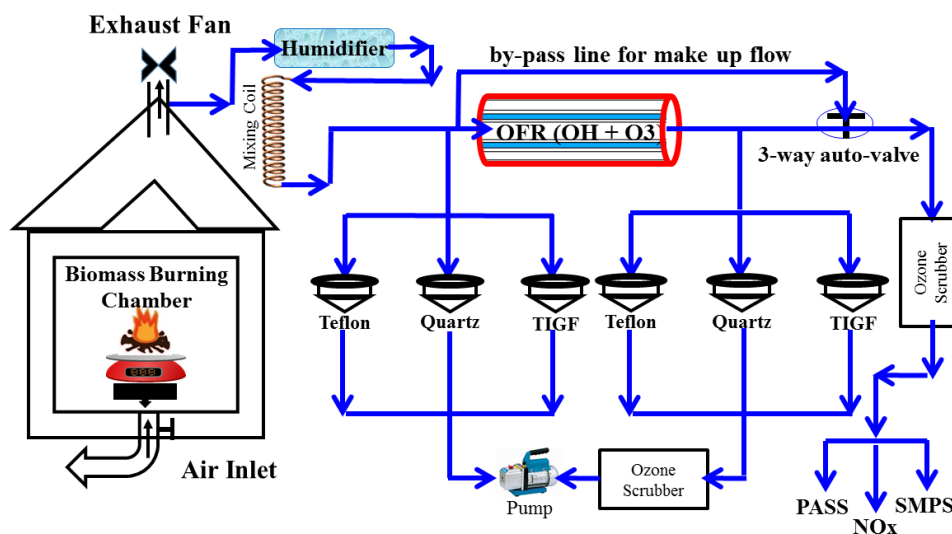 Exhaust Fan
Humidifier
Mixing Coil
by-pass line for make up flow
OFR (OH + O3)
3-way auto-valve
Biomass Burning
Chamber
888
Teflon
Quartz
TIGF
Teflon
Quartz
TIGF
Ozone
Scrubber
Air Inlet
Pump
Ozone
Scrubber
PASS
NOx
SMPS